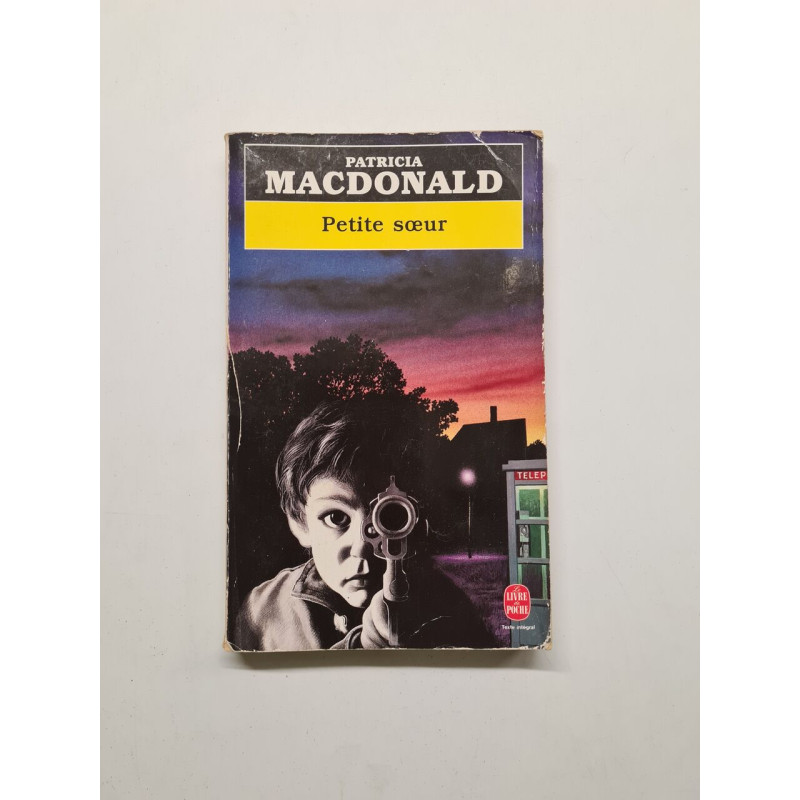 PATRICIA
MACDONALD
Petite sœur
TELEP
Le
LIVRE
DE
POCHE
Texte intégral